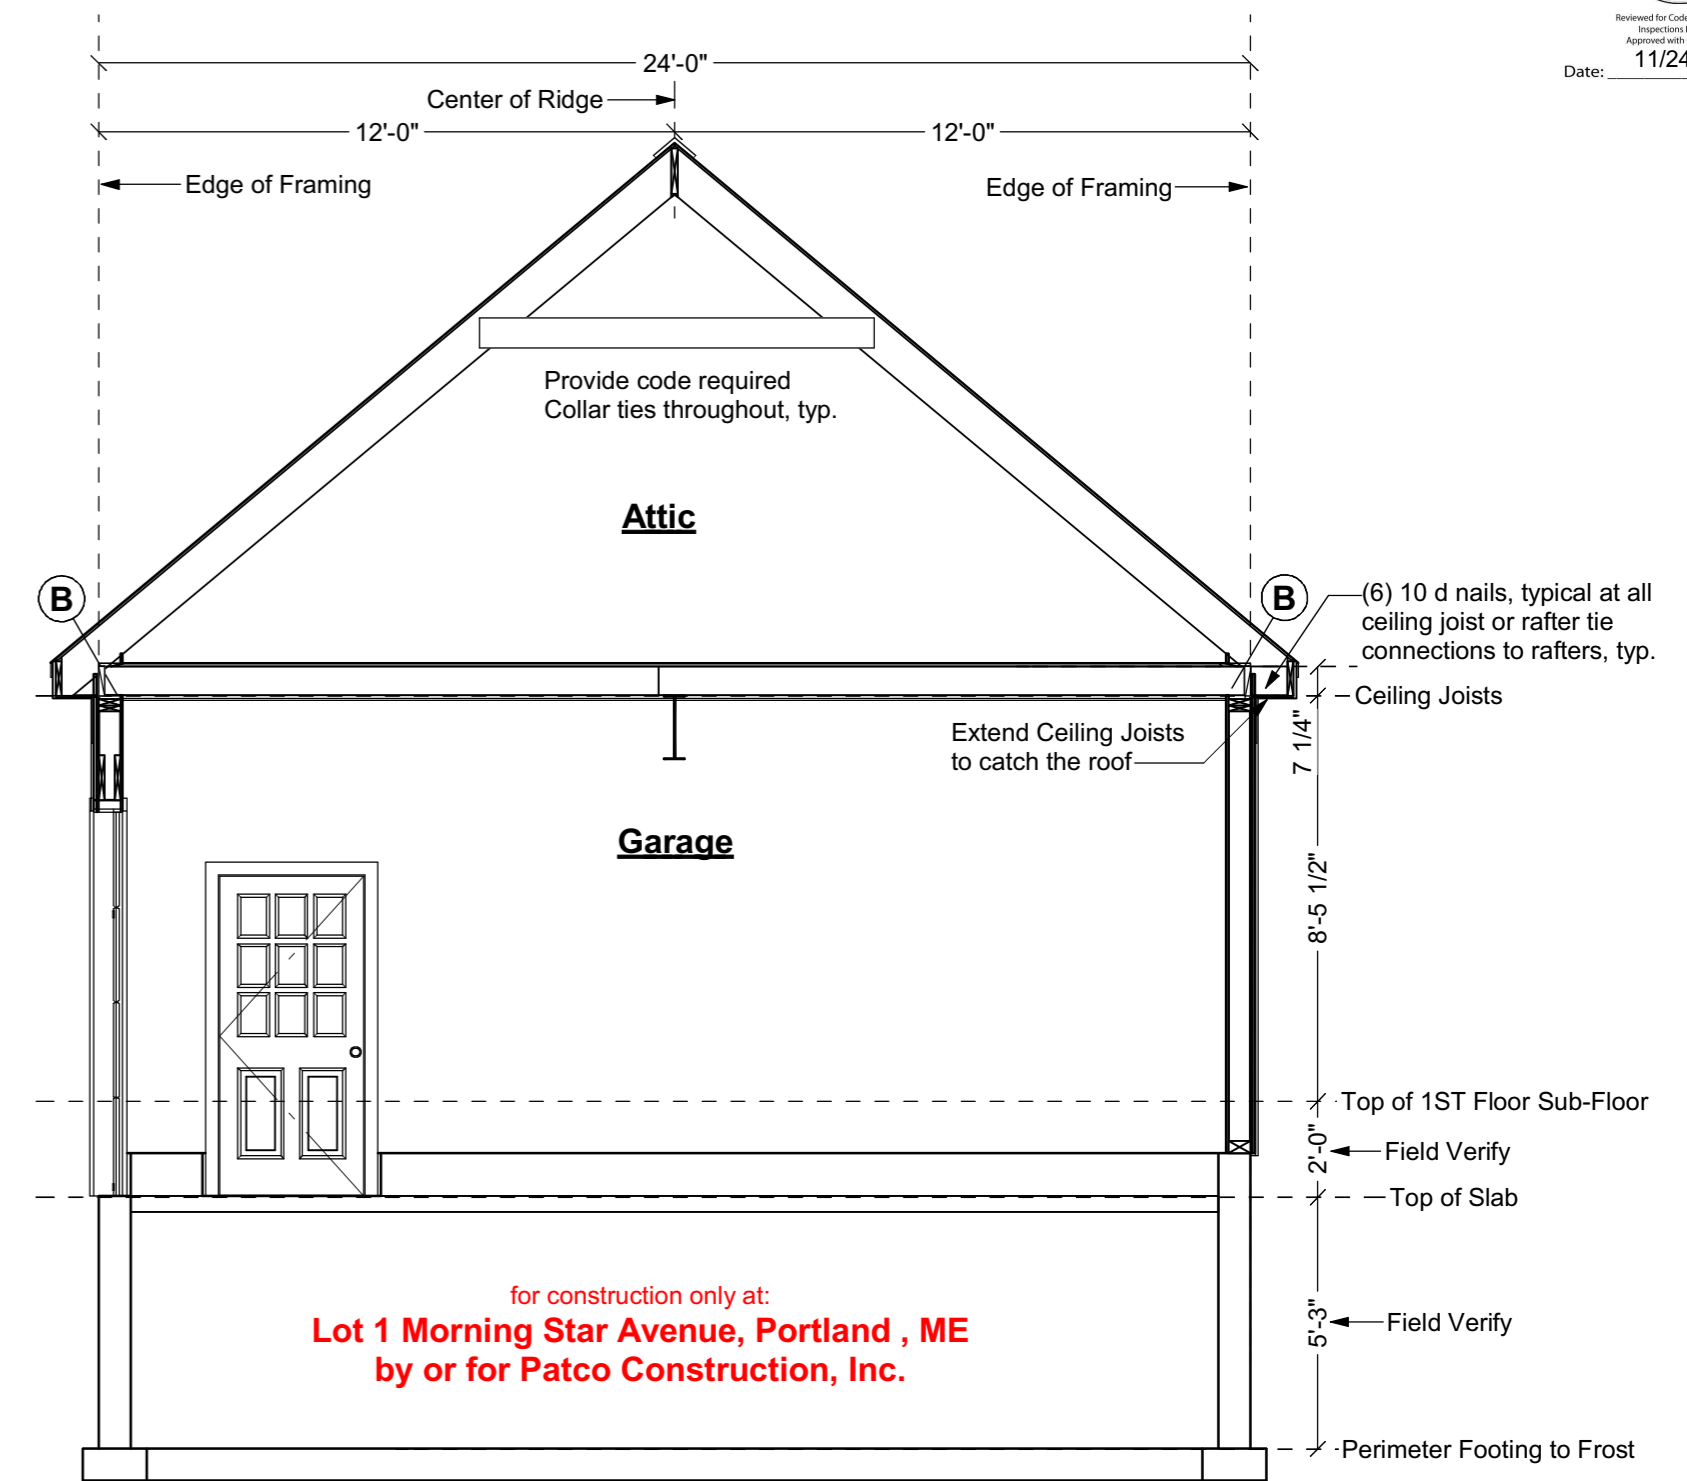 Reviewed for Code
Inspections
Approved with
Date: 11/24
24'-0"
Center of Ridge
12'-0"
12'-0"
Edge of Framing
Edge of Framing
Provide code required
Collar ties throughout, typ.
Attic
B
B
(6) 10 d nails, typical at all
ceiling joist or rafter tie
connections to rafters, typ.
Ceiling Joists
Extend Ceiling Joists
to catch the roof
7 1/4"
Garage
8'-5 1/2"
Top of 1ST Floor Sub-Floor
2'-0"
Field Verify
Top of Slab
for construction only at:
Lot 1 Morning Star Avenue, Portland , ME
by or for Patco Construction, Inc.
5'-3"
Field Verify
Perimeter Footing to Frost